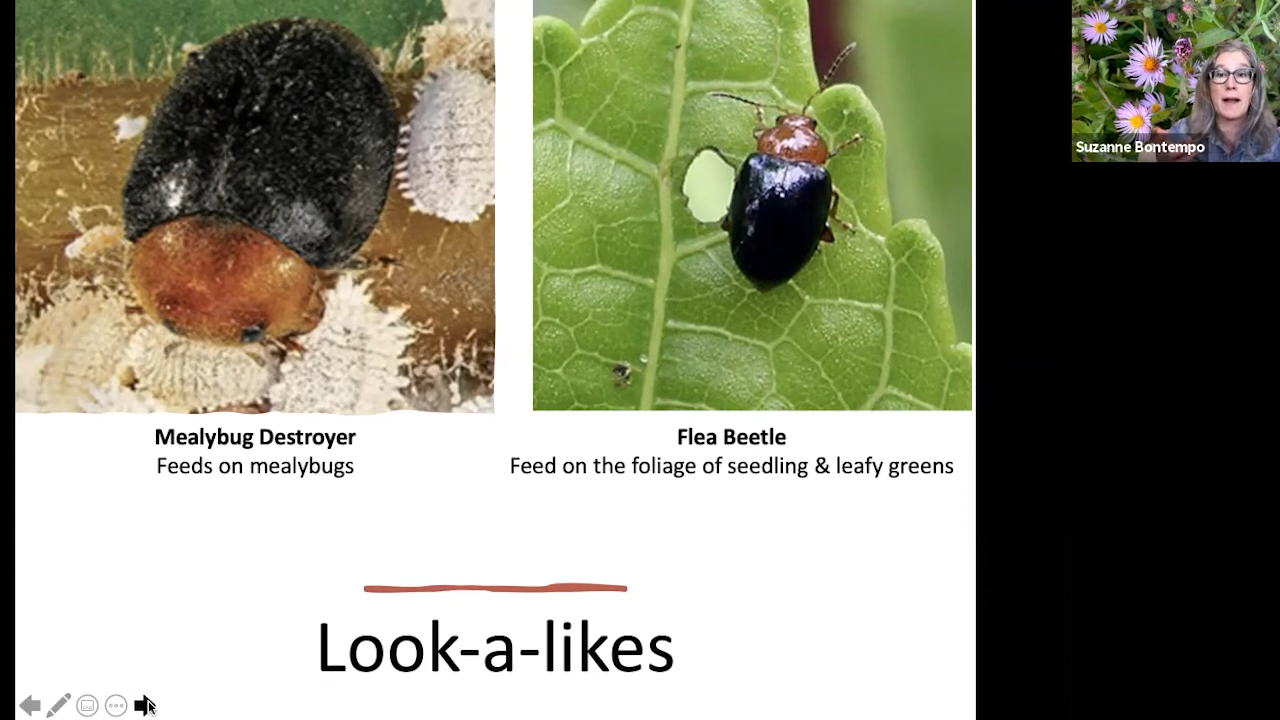 Suzanne Bontempo
Mealybug Destroyer
Feeds on mealybugs
Flea Beetle
Feed on the foliage of seedling & leafy greens
Look-a-likes